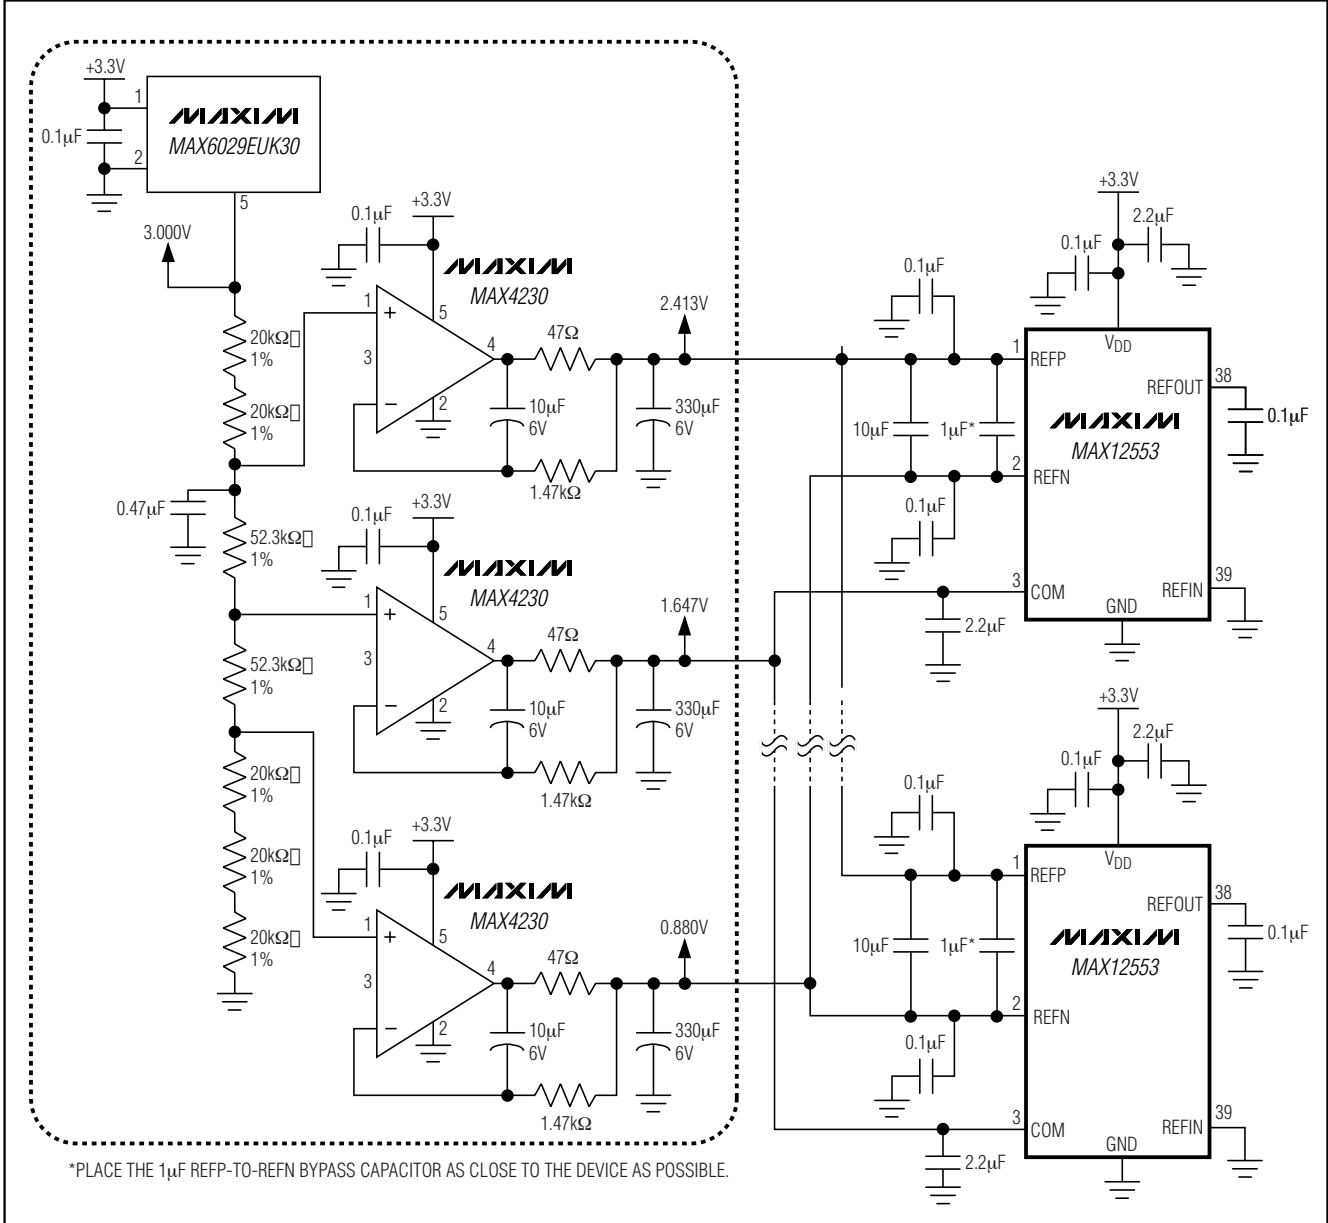 +3.3V
1
MAXIM
MAX6029EUK30
0.1μF
2
5
3.000V
20kΩ▯
1%
20kΩ▯
1%
0.47μF
52.3kΩ▯
1%
52.3kΩ▯
1%
20kΩ▯
1%
20kΩ▯
1%
20kΩ▯
1%
+3.3V
0.1μF
MAXIM
MAX4230
1
+
5
3
4
−
2
47Ω
10μF
6V
1.47kΩ
2.413V
330μF
6V
+3.3V
0.1μF
MAXIM
MAX4230
1
+
5
3
4
−
2
47Ω
10μF
6V
1.47kΩ
1.647V
330μF
6V
+3.3V
0.1μF
MAXIM
MAX4230
1
+
5
3
4
−
2
47Ω
10μF
6V
1.47kΩ
0.880V
330μF
6V
+3.3V
2.2μF
0.1μF
0.1μF
VDD
1
REFP
38
REFOUT
0.1μF
10μF
1μF*
MAXIM
MAX12553
2
REFN
0.1μF
3
COM
39
REFIN
GND
2.2μF
+3.3V
2.2μF
0.1μF
0.1μF
VDD
1
REFP
38
REFOUT
0.1μF
10μF
1μF*
MAXIM
MAX12553
2
REFN
0.1μF
3
COM
39
REFIN
GND
2.2μF
*PLACE THE 1μF REFP-TO-REFN BYPASS CAPACITOR AS CLOSE TO THE DEVICE AS POSSIBLE.